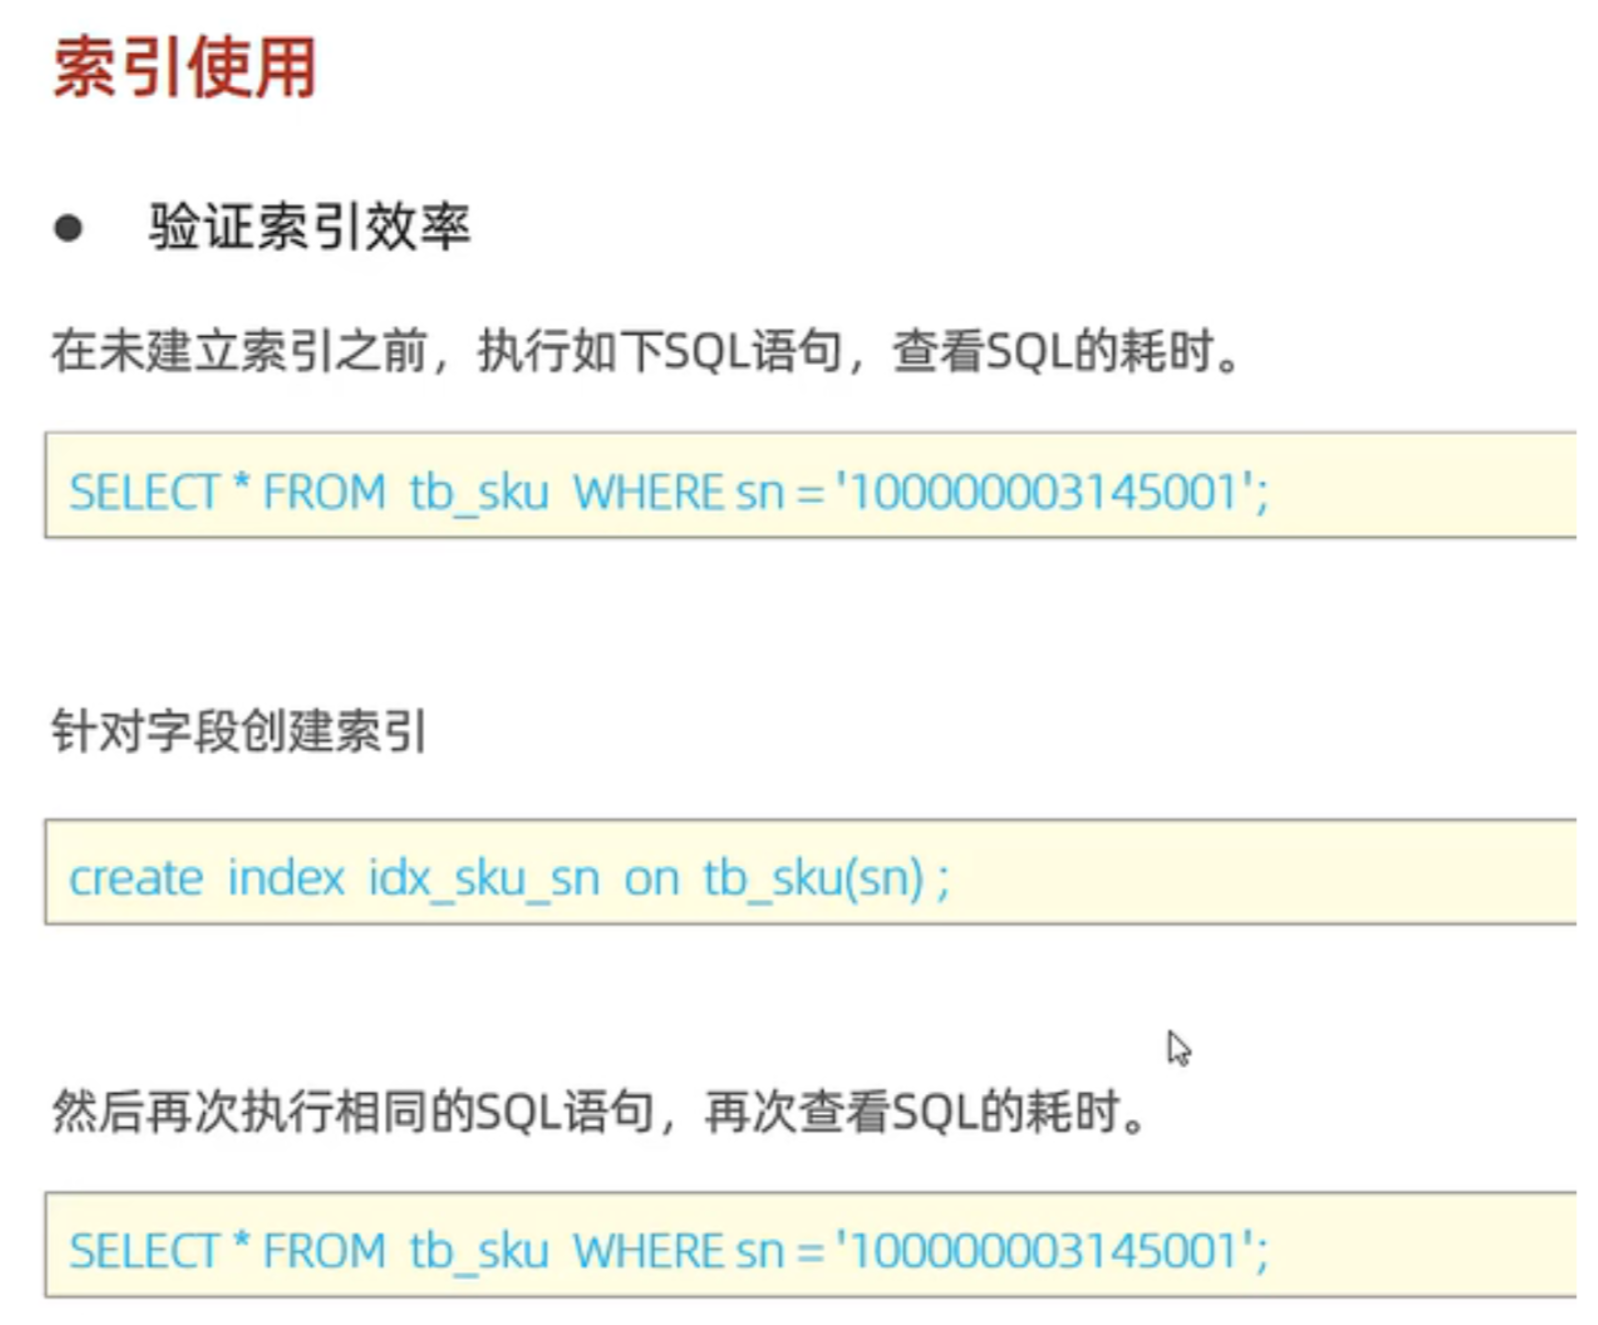 索引使用
● 验证索引效率
在未建立索引之前，执行如下SQL语句，查看SQL的耗时。
SELECT * FROM tb_sku WHERE sn = '100000003145001';
针对字段创建索引
create index idx_sku_sn on tb_sku(sn) ;
然后再次执行相同的SQL语句，再次查看SQL的耗时。
SELECT * FROM tb_sku WHERE sn = '100000003145001';